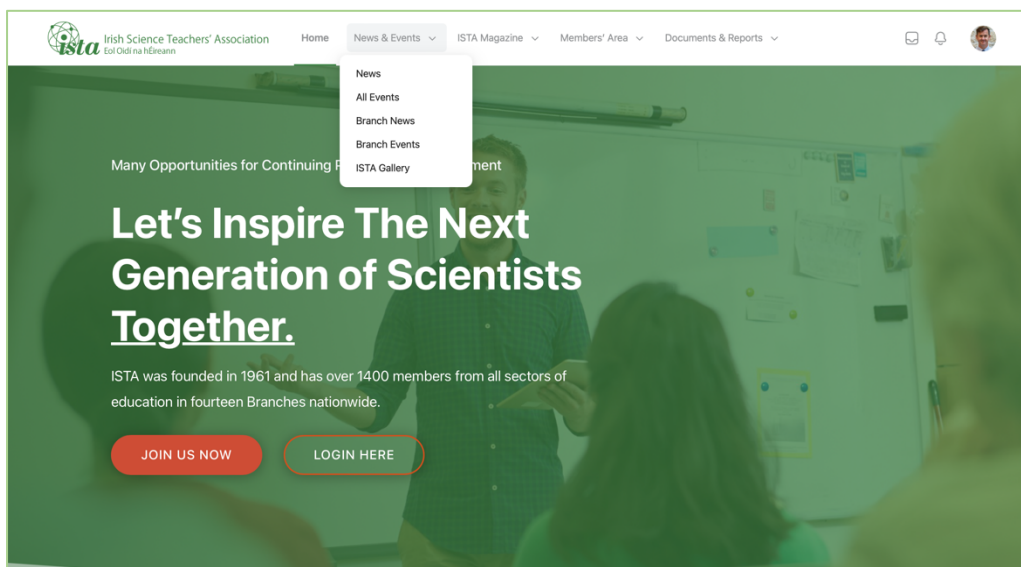 ista
Irish Science Teachers' Association
Eol Oidí na hÉireann
Home
News & Events
ISTA Magazine
Members' Area
Documents & Reports
News
All Events
Branch News
Branch Events
ISTA Gallery
Many Opportunities for Continuing
Let's Inspire The Next
Generation of Scientists
Together.
ISTA was founded in 1961 and has over 1400 members from all sectors of
education in fourteen Branches nationwide.
JOIN US NOW
LOGIN HERE